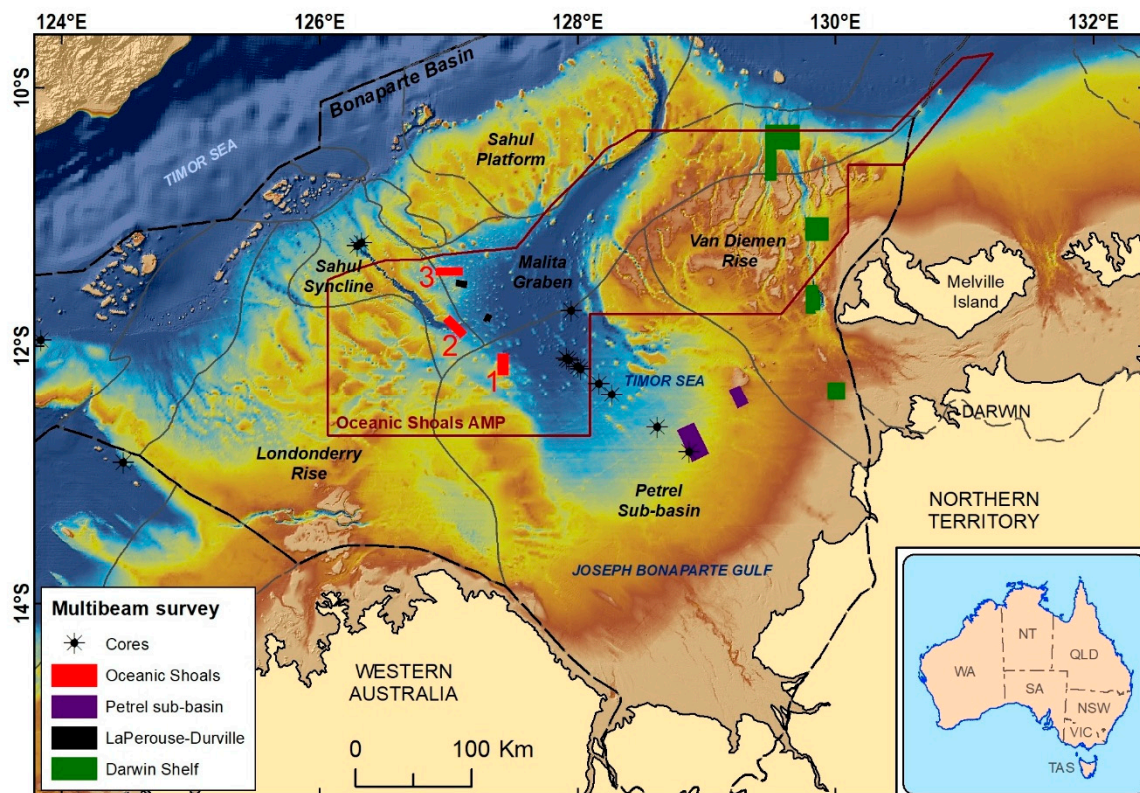 124°E
126°E
128°E
130°E
132°E
10°S
12°S
14°S
Bonaparte Basin
TIMOR SEA
Sahul
Platform
Sahul
Syncline
Malita
Graben
Van Diemen
Rise
Melville
Island
3
2
1
TIMOR SEA
DARWIN
Oceanic Shoals AMP
Londonderry
Rise
Petrel
Sub-basin
NORTHERN
TERRITORY
JOSEPH BONAPARTE GULF
WESTERN
AUSTRALIA
0
100 Km
Multibeam survey
Cores
Oceanic Shoals
Petrel sub-basin
LaPerouse-Durville
Darwin Shelf
NT
QLD
WA
SA
NSW
VIC
TAS